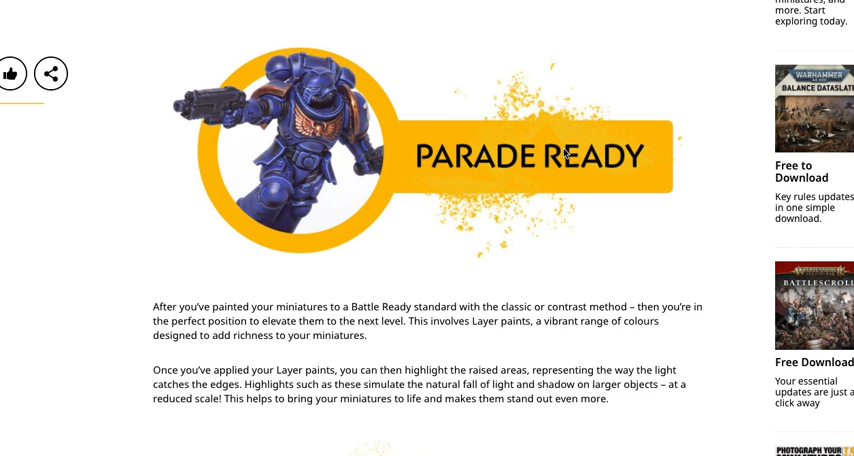 more. Start
exploring today.
PARADE READY
WARHAMMER
BALANCE DATASLAT
Free to
Download
Key rules updates
in one simple
download.
After you’ve painted your miniatures to a Battle Ready standard with the classic or contrast method – then you’re in
the perfect position to elevate them to the next level. This involves Layer paints, a vibrant range of colours
designed to add richness to your miniatures.
Once you’ve applied your Layer paints, you can then highlight the raised areas, representing the way the light
catches the edges. Highlights such as these simulate the natural fall of light and shadow on larger objects – at a
reduced scale! This helps to bring your miniatures to life and makes them stand out even more.
BATTLESCROLL
Free Download
Your essential
updates are just a
click away
PHOTOGRAPH YOUR